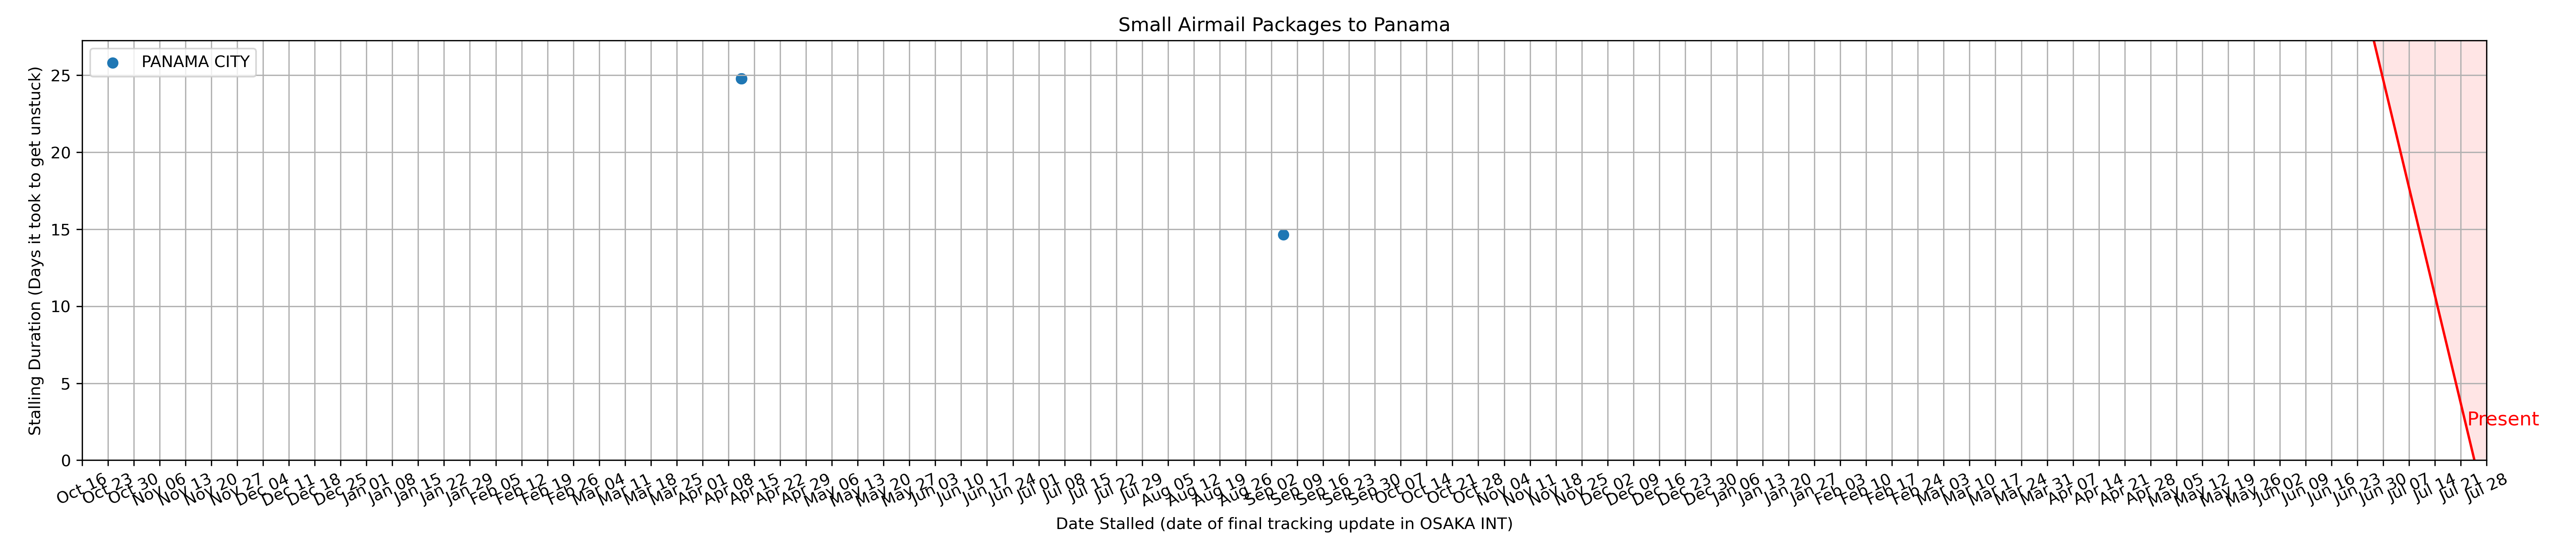 Small Airmail Packages to Panama
PANAMA CITY
Stalling Duration (Days it took to get unstuck)
25
20
15
10
5
0
Present
Oct 16
Oct 23
Oct 30
Nov 06
Nov 13
Nov 20
Nov 27
Dec 04
Dec 11
Dec 18
Dec 25
Jan 01
Jan 08
Jan 15
Jan 22
Jan 29
Feb 05
Feb 12
Feb 19
Feb 26
Mar 04
Mar 11
Mar 18
Mar 25
Apr 01
Apr 08
Apr 15
Apr 22
Apr 29
May 06
May 13
May 20
May 27
Jun 03
Jun 10
Jun 17
Jun 24
Jul 01
Jul 08
Jul 15
Jul 22
Jul 29
Aug 05
Aug 12
Aug 19
Aug 26
Sep 02
Sep 09
Sep 16
Sep 23
Sep 30
Oct 07
Oct 14
Oct 21
Oct 28
Nov 04
Nov 11
Nov 18
Nov 25
Dec 02
Dec 09
Dec 16
Dec 23
Dec 30
Jan 06
Jan 13
Jan 20
Jan 27
Feb 03
Feb 10
Feb 17
Feb 24
Mar 03
Mar 10
Mar 17
Mar 24
Mar 31
Apr 07
Apr 14
Apr 21
Apr 28
May 05
May 12
May 19
May 26
Jun 02
Jun 09
Jun 16
Jun 23
Jun 30
Jul 07
Jul 14
Jul 21
Jul 28
Date Stalled (date of final tracking update in OSAKA INT)